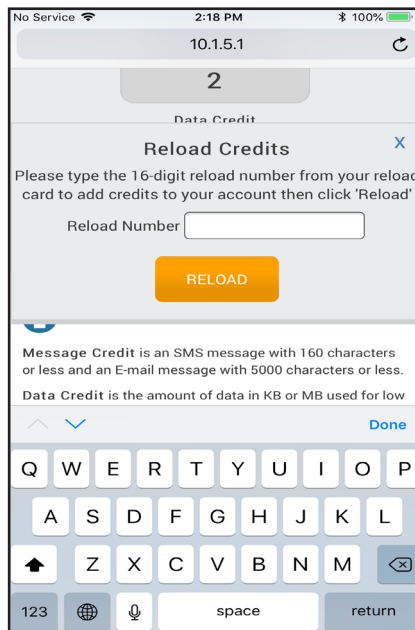 No Service 2:18 PM 100%
10.1.5.1
2
Data Credit
Reload Credits X
Please type the 16-digit reload number from your reload
card to add credits to your account then click 'Reload'
Reload Number
RELOAD
Message Credit is an SMS message with 160 characters
or less and an E-mail message with 5000 characters or less.
Data Credit is the amount of data in KB or MB used for low
Done
Q W E R T Y U I O P
A S D F G H J K L
Z X C V B N M
123 space return